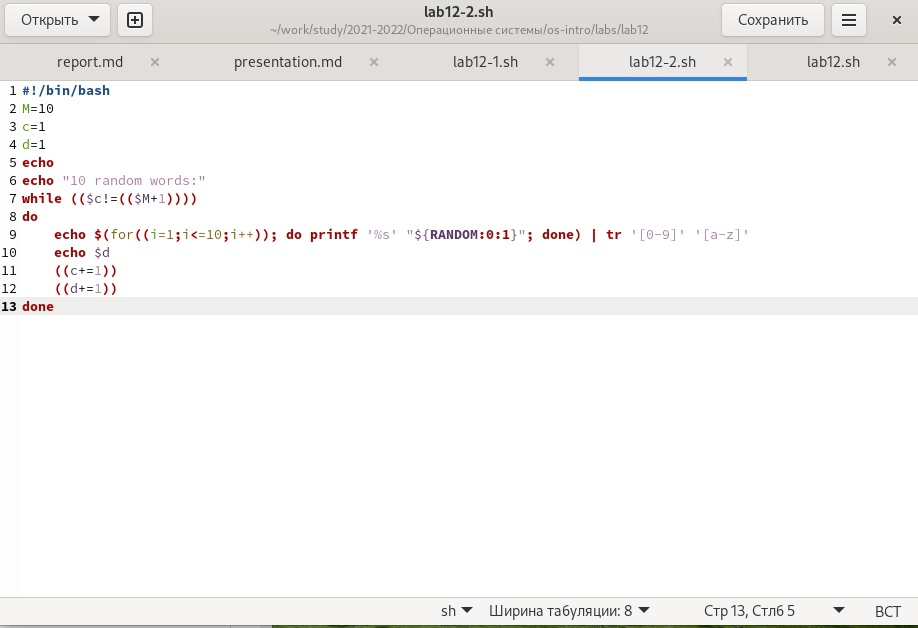 Открыть
lab12-2.sh
~/work/study/2021-2022/Операционные системы/os-intro/labs/lab12
Сохранить
report.md
presentation.md
lab12-1.sh
lab12-2.sh
lab12.sh
1 #!/bin/bash
2 M=10
3 c=1
4 d=1
5 echo
6 echo "10 random words:"
7 while (($c!=(($M+1))))
8 do
9     echo $(for((i=1;i<=10;i++)); do printf '%s' "${RANDOM:0:1}"; done) | tr '[0-9]' '[a-z]'
10     echo $d
11     ((c+=1))
12     ((d+=1))
13 done
sh
Ширина табуляции: 8
Стр 13, Стлб 5
ВСТ